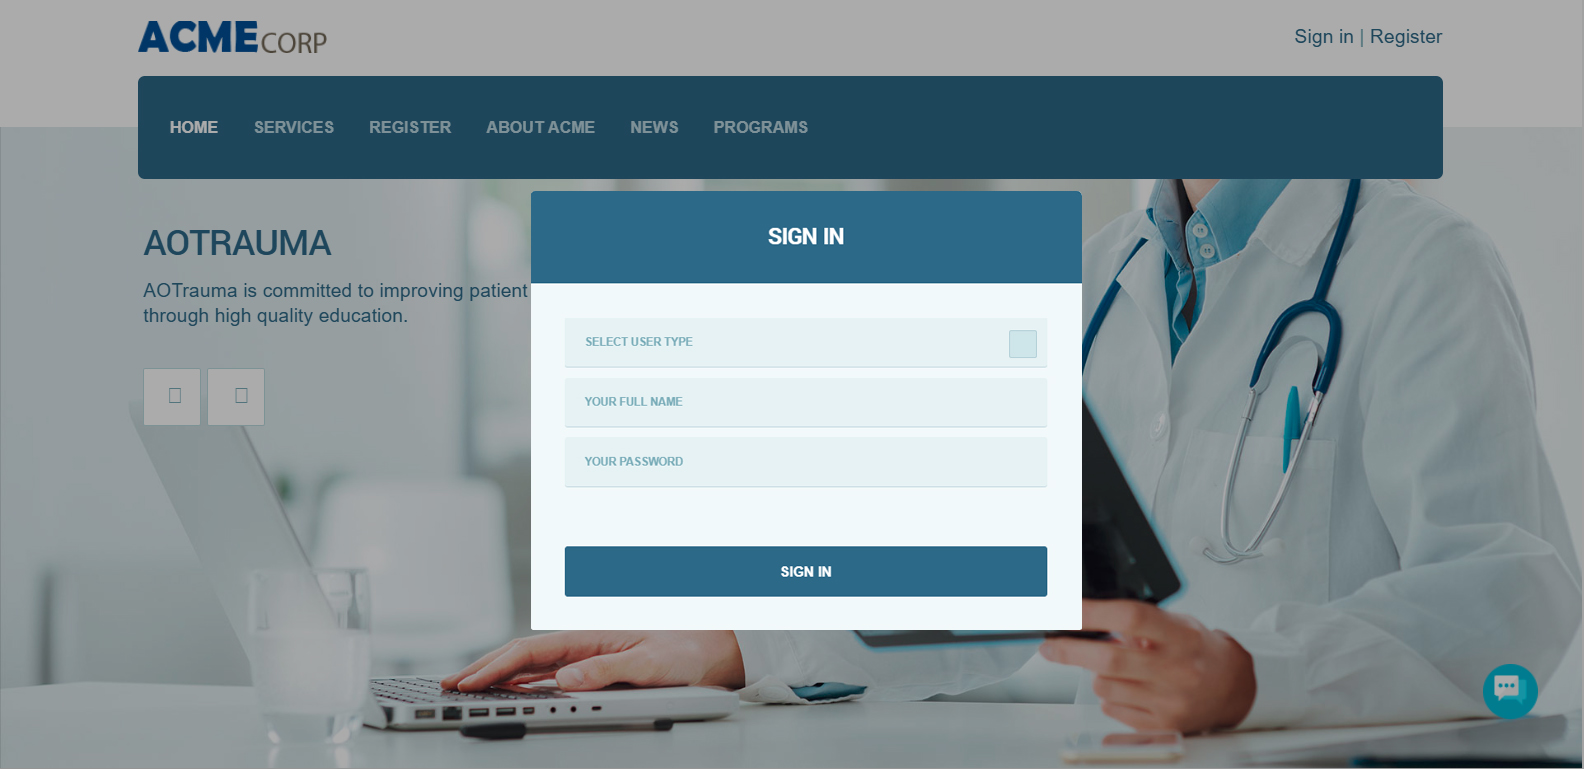 ACMECORP
Sign in | Register
HOME SERVICES REGISTER ABOUT ACME NEWS PROGRAMS
AOTRAUMA
AOTrauma is committed to improving patient
through high quality education.
SIGN IN
SELECT USER TYPE
YOUR FULL NAME
YOUR PASSWORD
SIGN IN